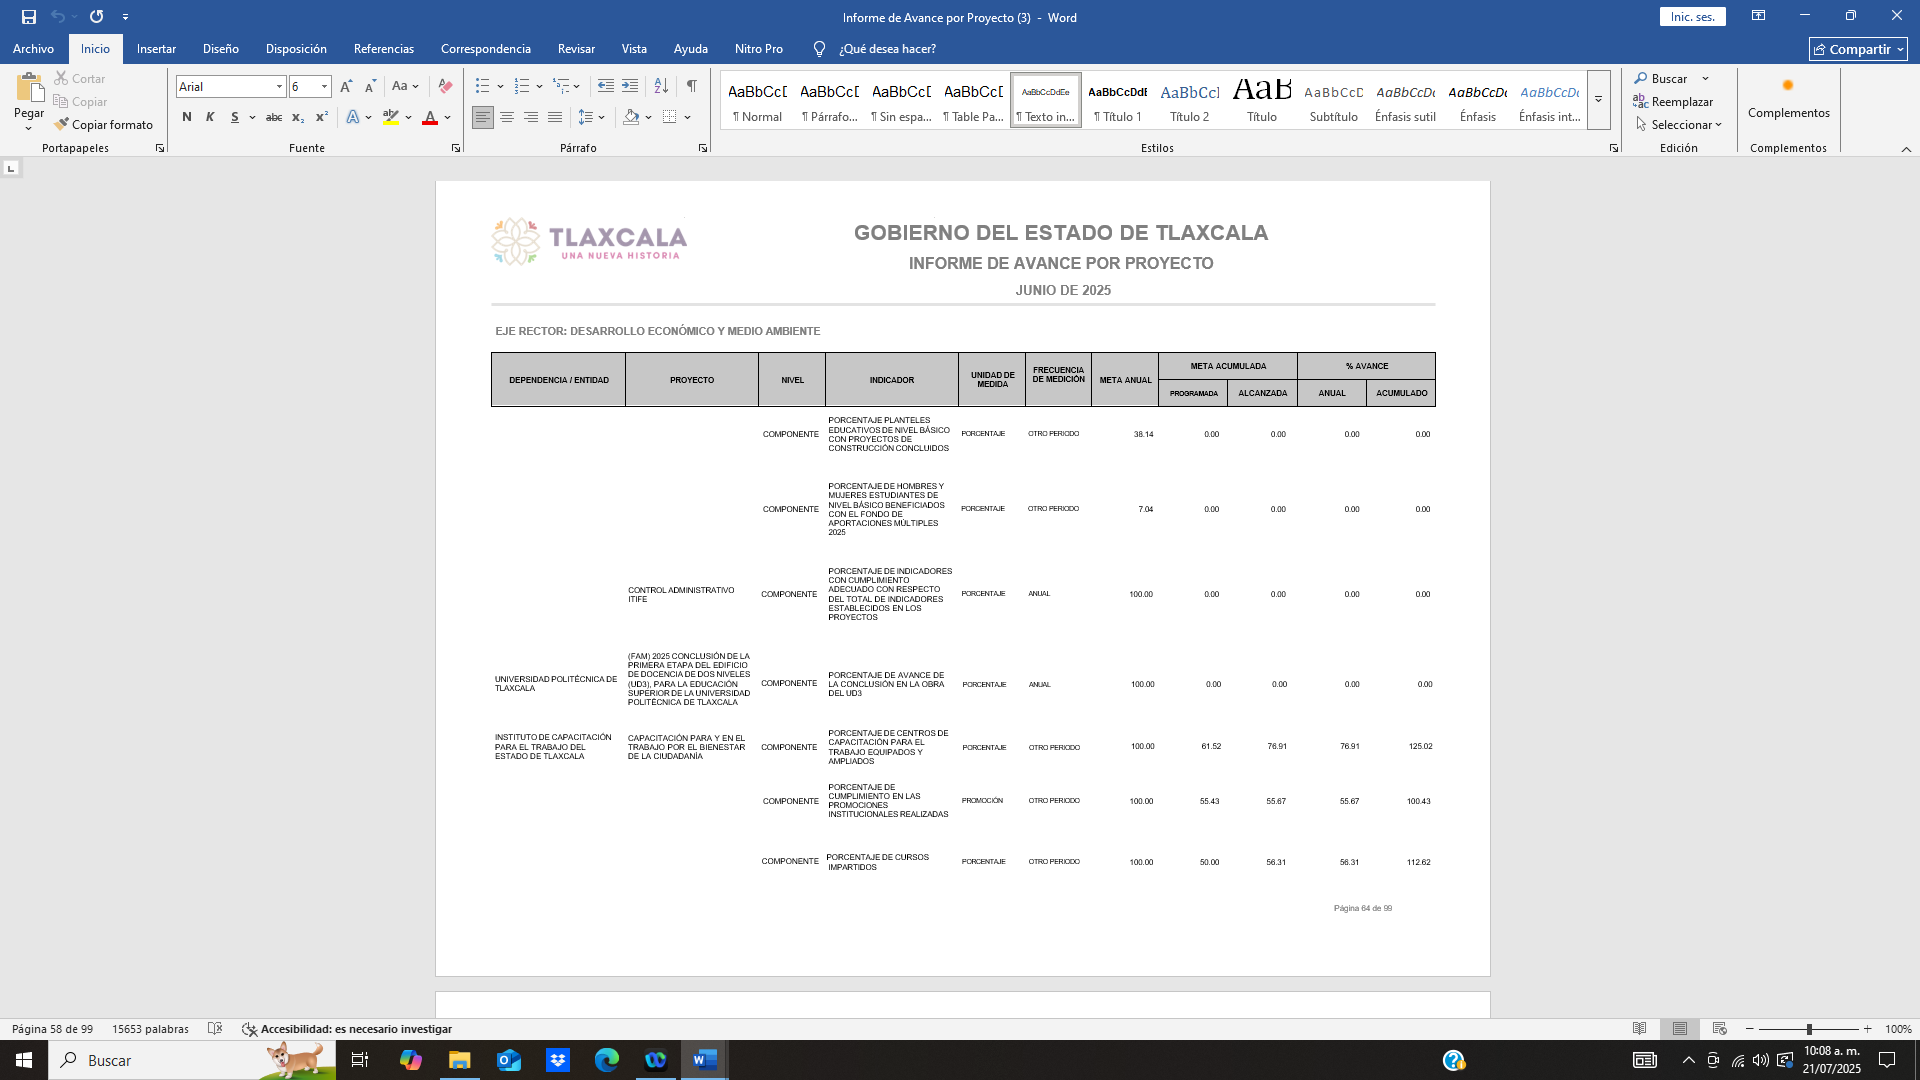 Informe de Avance por Proyecto (3) - Word
Inic. ses.
Archivo Inicio Insertar Diseño Disposición Referencias Correspondencia Revisar Vista Ayuda Nitro Pro ¿Qué desea hacer? Compartir
Pegar
Cortar
Copiar
Copiar formato
Portapapeles
Arial 6
Fuente
Párrafo
AaBbCcD ¶ Normal
AaBbCcD ¶ Párrafo...
AaBbCcD ¶ Sin espa...
AaBbCcD ¶ Table Pa...
AaBbCcDdEe ¶ Texto in...
AaBbCcDdE ¶ Título 1
AaBbCcI Título 2
AaB Título
AaBbCcD Subtítulo
AaBbCcDc Énfasis sutil
AaBbCcDc Énfasis
AaBbCcDc Énfasis int...
Estilos
Buscar
Reemplazar
Seleccionar
Edición
Complementos
Complementos
TLAXCALA
UNA NUEVA HISTORIA
GOBIERNO DEL ESTADO DE TLAXCALA
INFORME DE AVANCE POR PROYECTO
JUNIO DE 2025
EJE RECTOR: DESARROLLO ECONÓMICO Y MEDIO AMBIENTE
DEPENDENCIA / ENTIDAD PROYECTO NIVEL INDICADOR UNIDAD DE MEDIDA FRECUENCIA DE MEDICIÓN META ANUAL META ACUMULADA % AVANCE
PROGRAMADA ALCANZADA ANUAL ACUMULADO
PORCENTAJE PLANTELES
EDUCATIVOS DE NIVEL BÁSICO
CON PROYECTOS DE
CONSTRUCCIÓN CONCLUIDOS
COMPONENTE PORCENTAJE OTRO PERIODO 38.14 0.00 0.00 0.00 0.00
PORCENTAJE DE HOMBRES Y
MUJERES ESTUDIANTES DE
NIVEL BÁSICO BENEFICIADOS
CON EL FONDO DE
APORTACIONES MÚLTIPLES
2025
COMPONENTE PORCENTAJE OTRO PERIODO 7.04 0.00 0.00 0.00 0.00
CONTROL ADMINISTRATIVO
ITIFE
COMPONENTE
PORCENTAJE DE INDICADORES
CON CUMPLIMIENTO
ADECUADO CON RESPECTO
DEL TOTAL DE INDICADORES
ESTABLECIDOS EN LOS
PROYECTOS
PORCENTAJE ANUAL 100.00 0.00 0.00 0.00 0.00
UNIVERSIDAD POLITÉCNICA DE
TLAXCALA
(FAM) 2025 CONCLUSIÓN DE LA
PRIMERA ETAPA DEL EDIFICIO
DE DOCENCIA DE DOS NIVELES
(UD3), PARA LA EDUCACIÓN
SUPERIOR DE LA UNIVERSIDAD
POLITÉCNICA DE TLAXCALA
COMPONENTE
PORCENTAJE DE AVANCE DE
LA CONCLUSIÓN EN LA OBRA
DEL UD3
PORCENTAJE ANUAL 100.00 0.00 0.00 0.00 0.00
INSTITUTO DE CAPACITACIÓN
PARA EL TRABAJO DEL
ESTADO DE TLAXCALA
CAPACITACIÓN PARA Y EN EL
TRABAJO POR EL BIENESTAR
DE LA CIUDADANÍA
COMPONENTE
PORCENTAJE DE CENTROS DE
CAPACITACIÓN PARA EL
TRABAJO EQUIPADOS Y
AMPLIADOS
PORCENTAJE OTRO PERIODO 100.00 61.52 76.91 76.91 125.02
COMPONENTE
PORCENTAJE DE
CUMPLIMIENTO EN LAS
PROMOCIONES
INSTITUCIONALES REALIZADAS
PROMOCIÓN OTRO PERIODO 100.00 55.43 55.67 55.67 100.43
COMPONENTE
PORCENTAJE DE CURSOS
IMPARTIDOS
PORCENTAJE OTRO PERIODO 100.00 50.00 56.31 56.31 112.62
Página 64 de 99
Página 58 de 99 15653 palabras Accesibilidad: es necesario investigar 100%
Buscar
10:08 a. m.
21/07/2025